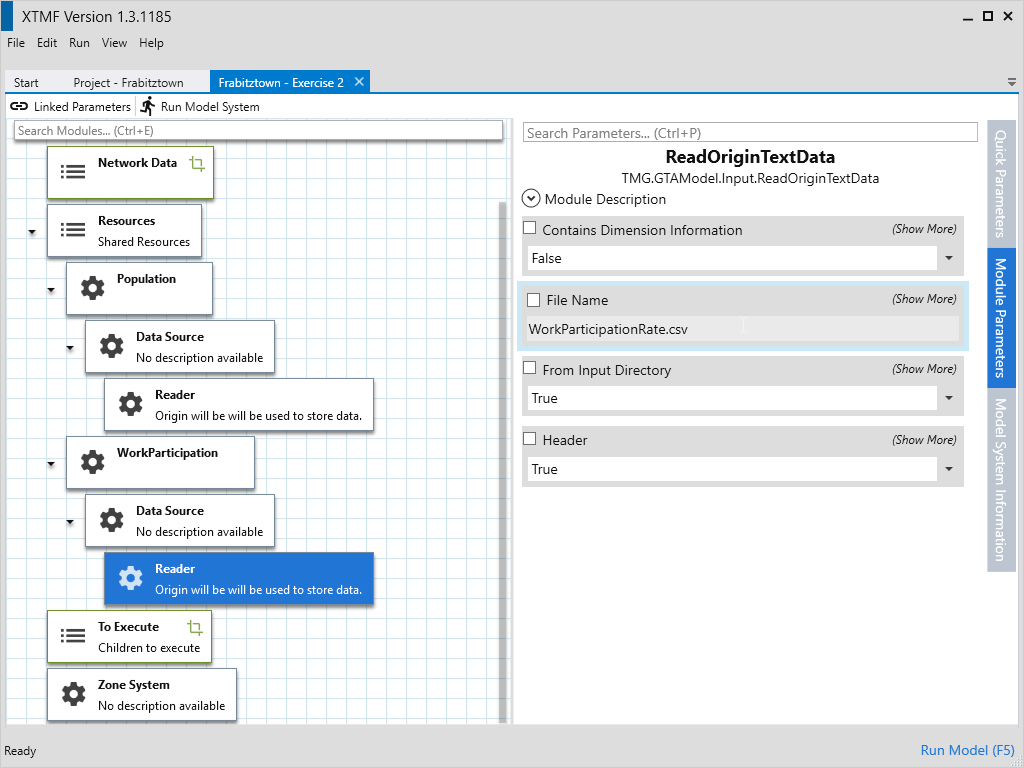 XTMF Version 1.3.1185
File Edit Run View Help
Start Project - Frabitztown Frabitztown - Exercise 2
Linked Parameters Run Model System
Search Modules... (Ctrl+E)
Network Data
Resources
Shared Resources
Population
Data Source
No description available
Reader
Origin will be will be used to store data.
WorkParticipation
Data Source
No description available
Reader
Origin will be will be used to store data.
To Execute
Children to execute
Zone System
No description available
Search Parameters... (Ctrl+P)
ReadOriginTextData
TMG.GTAModel.Input.ReadOriginTextData
Module Description
Contains Dimension Information (Show More)
False
File Name (Show More)
WorkParticipationRate.csv
From Input Directory (Show More)
True
Header (Show More)
True
Quick Parameters
Module Parameters
Model System Information
Ready
Run Model (F5)